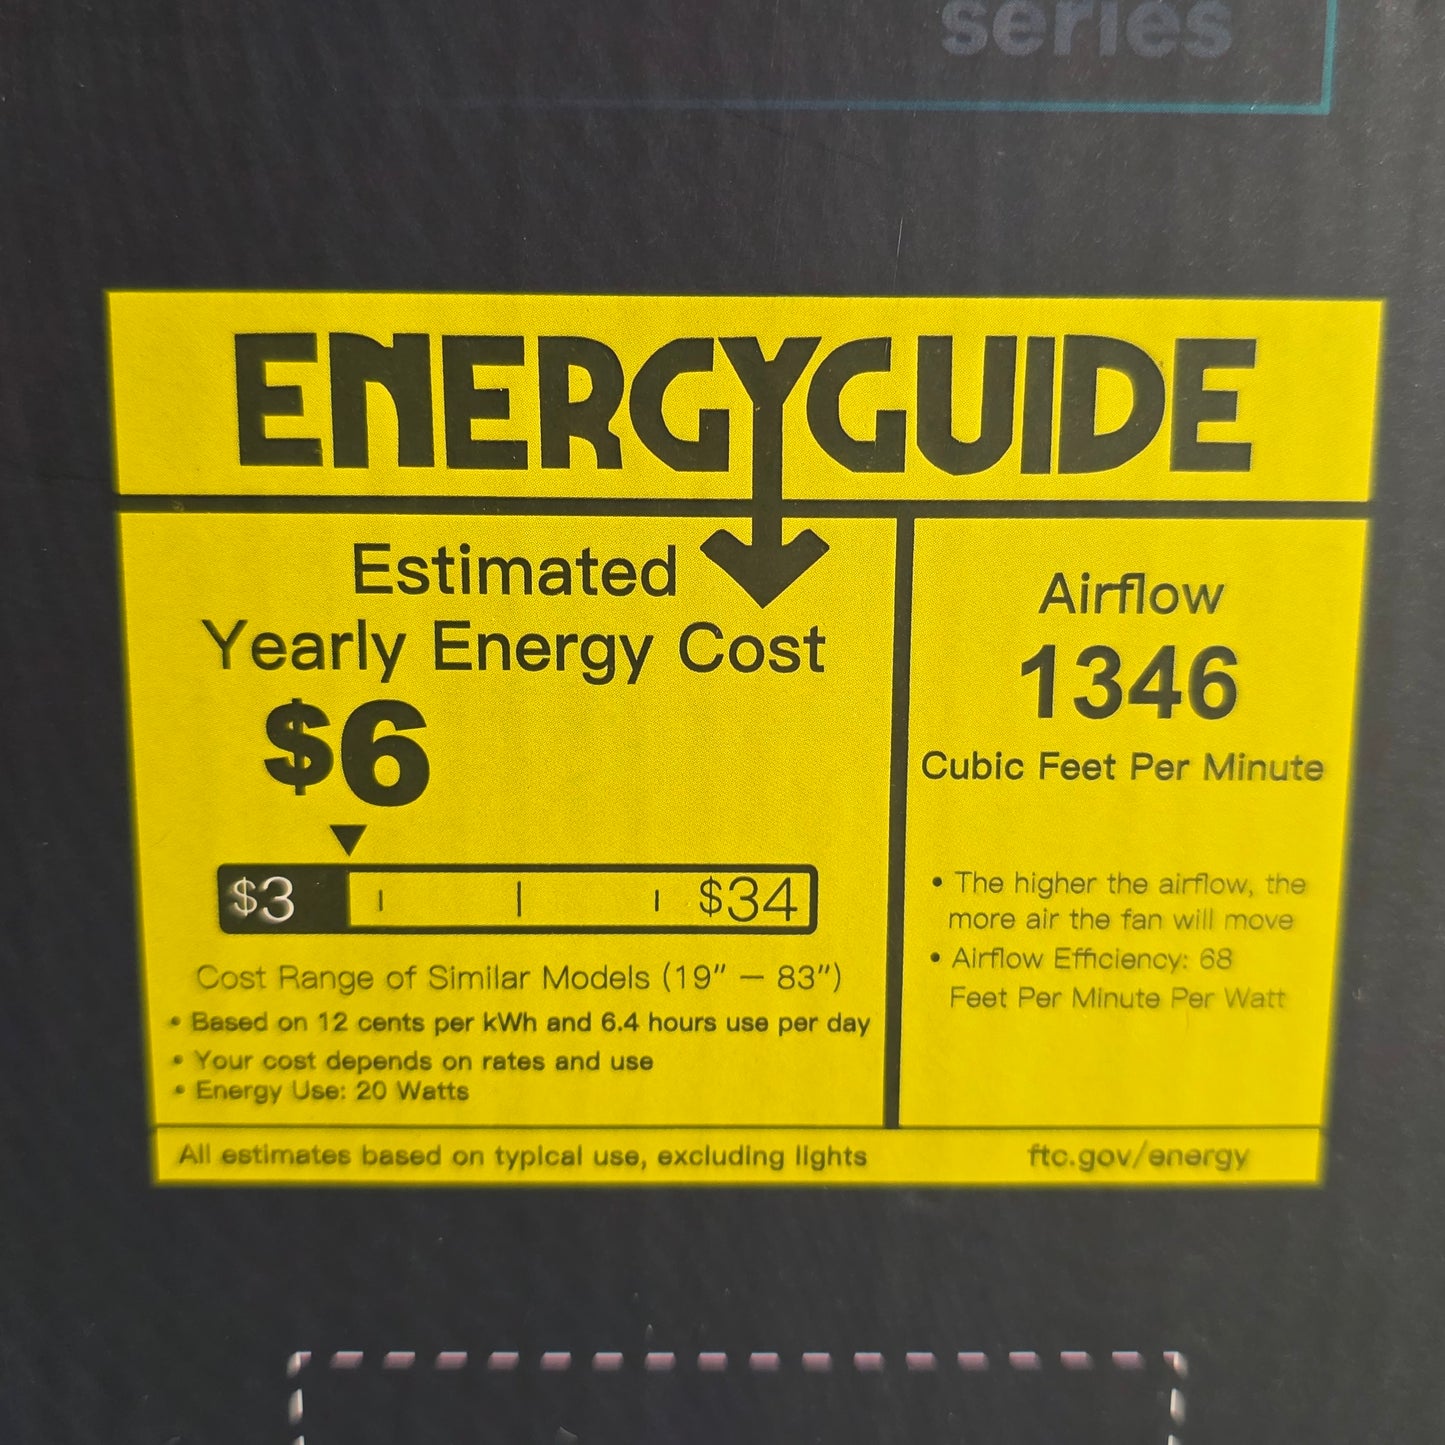 series
ENERGYGUIDE
Estimated
Yearly Energy Cost
$6
$3 $34
Cost Range of Similar Models (19" – 83")
• Based on 12 cents per kWh and 6.4 hours use per day
• Your cost depends on rates and use
• Energy Use: 20 Watts
Airflow
1346
Cubic Feet Per Minute
• The higher the airflow, the
more air the fan will move
• Airflow Efficiency: 68
Feet Per Minute Per Watt
All estimates based on typical use, excluding lights
ftc.gov/energy